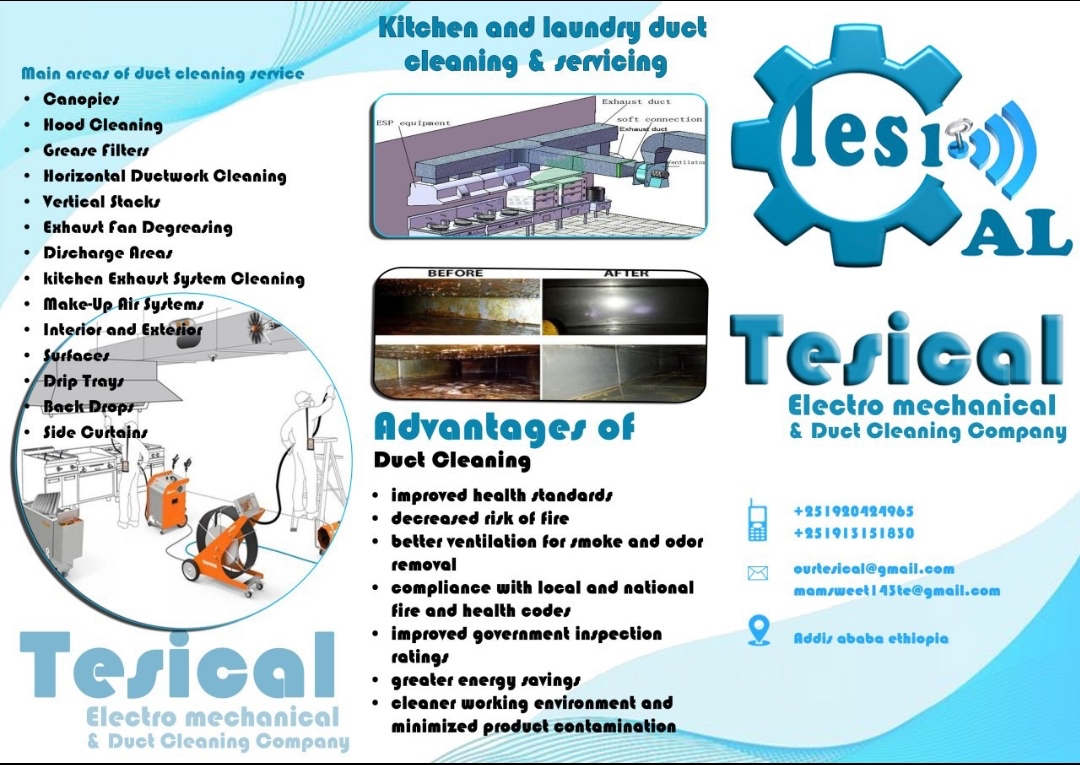 Main areas of duct cleaning service
• Canopies
• Hood Cleaning
• Grease Filters
• Horizontal Ductwork Cleaning
• Vertical Stacks
• Exhaust Fan Degreasing
• Discharge Areas
• kitchen Exhaust System Cleaning
• Make-Up Air Systems
• Interior and Exterior
• Surfaces
• Drip Trays
• Back Drops
• Side Curtains
Tesical
Electro mechanical
& Duct Cleaning Company
Kitchen and laundry duct
cleaning & servicing
ESP equipment
Exhaust duct
soft connection
Exhaust duct
Ventilator
BEFORE
AFTER
Advantages of
Duct Cleaning
• improved health standards
• decreased risk of fire
• better ventilation for smoke and odor
removal
• compliance with local and national
fire and health codes
• improved government inspection
ratings
• greater energy savings
• cleaner working environment and
minimized product contamination
Tesi
AL
Tesical
Electro mechanical
& Duct Cleaning Company
+251920424965
+251913151830
ourtesical@gmail.com
mamsweet143te@gmail.com
Addis ababa ethiopia